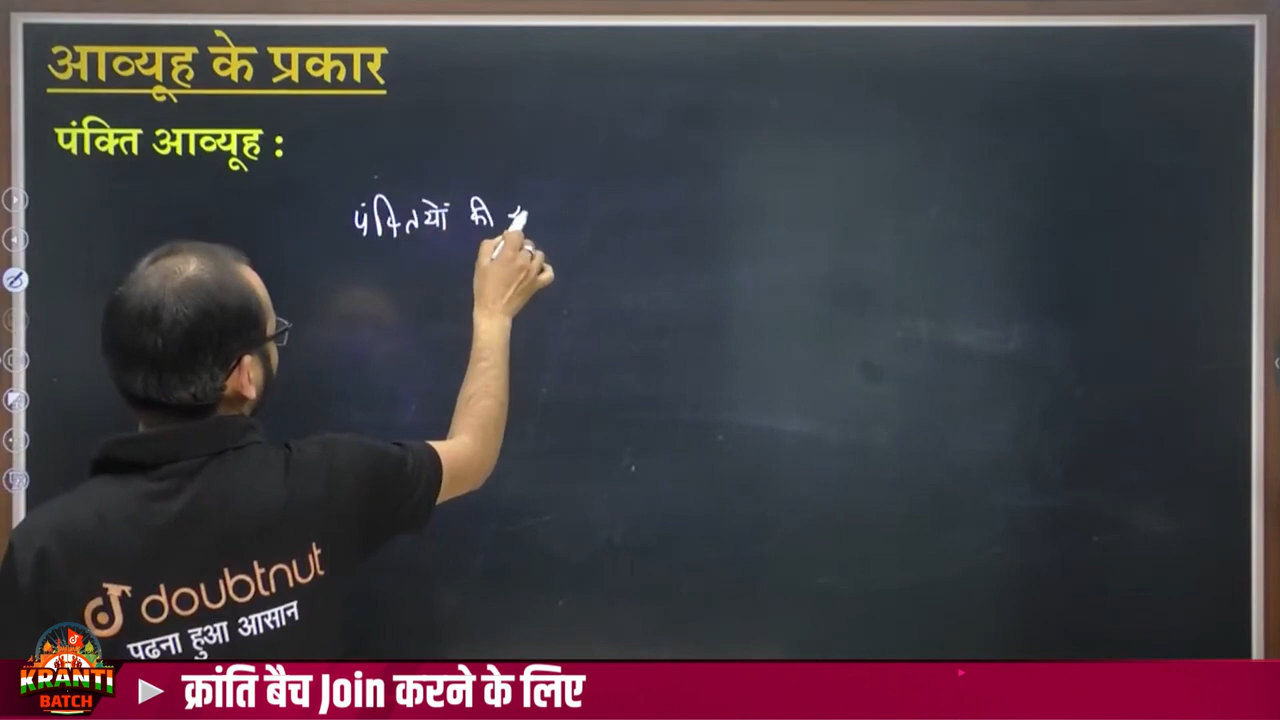 आव्यूह के प्रकार
पंक्ति आव्यूह :
पंक्तियों की
doubtnut
पढना हुआ आसान
KRANTI
BATCH
क्रांति बैच Join करने के लिए